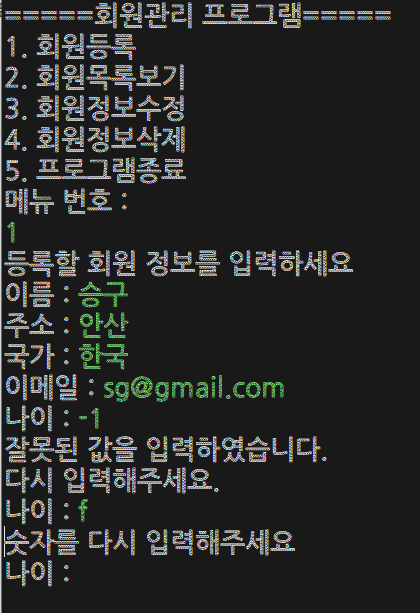 =====회원관리 프로그램=====
1. 회원등록
2. 회원목록보기
3. 회원정보수정
4. 회원정보삭제
5. 프로그램종료
메뉴 번호 :
1
등록할 회원 정보를 입력하세요
이름 : 승구
주소 : 안산
국가 : 한국
이메일 : sg@gmail.com
나이 : -1
잘못된 값을 입력하였습니다.
다시 입력해주세요.
나이 : f
숫자를 다시 입력해주세요
나이 :